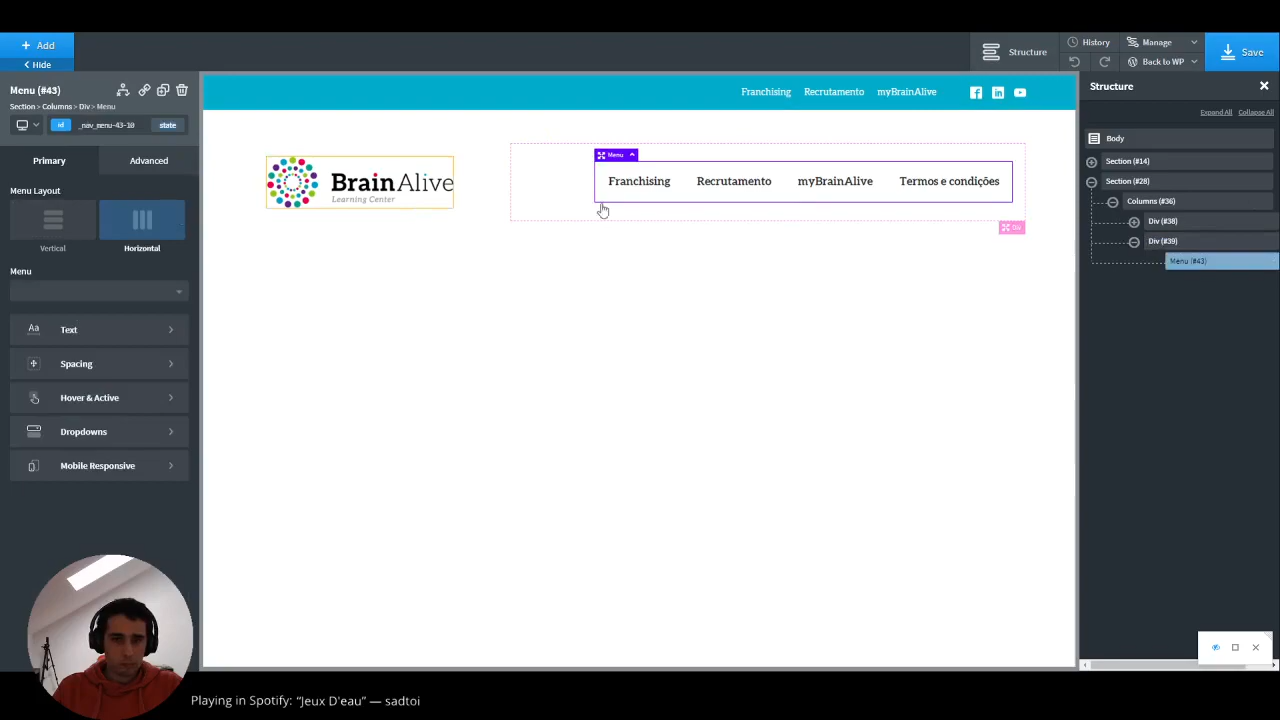 + Add
Hide
Structure
History
Manage
Back to WP
Save
Menu (#43)
Section > Columns > Div > Menu
id
_nav_menu-43-10
state
Primary
Advanced
Menu Layout
Vertical
Horizontal
Menu
Aa Text
Spacing
Hover & Active
Dropdowns
Mobile Responsive
Franchising Recrutamento myBrainAlive
BrainAlive
Learning Center
Menu
Franchising Recrutamento myBrainAlive Termos e condições
Div
Structure
Expand All Collapse All
Body
Section (#14)
Section (#28)
Columns (#36)
Div (#38)
Div (#39)
Menu (#43)
Playing in Spotify: “Jeux D'eau” — sadtoi